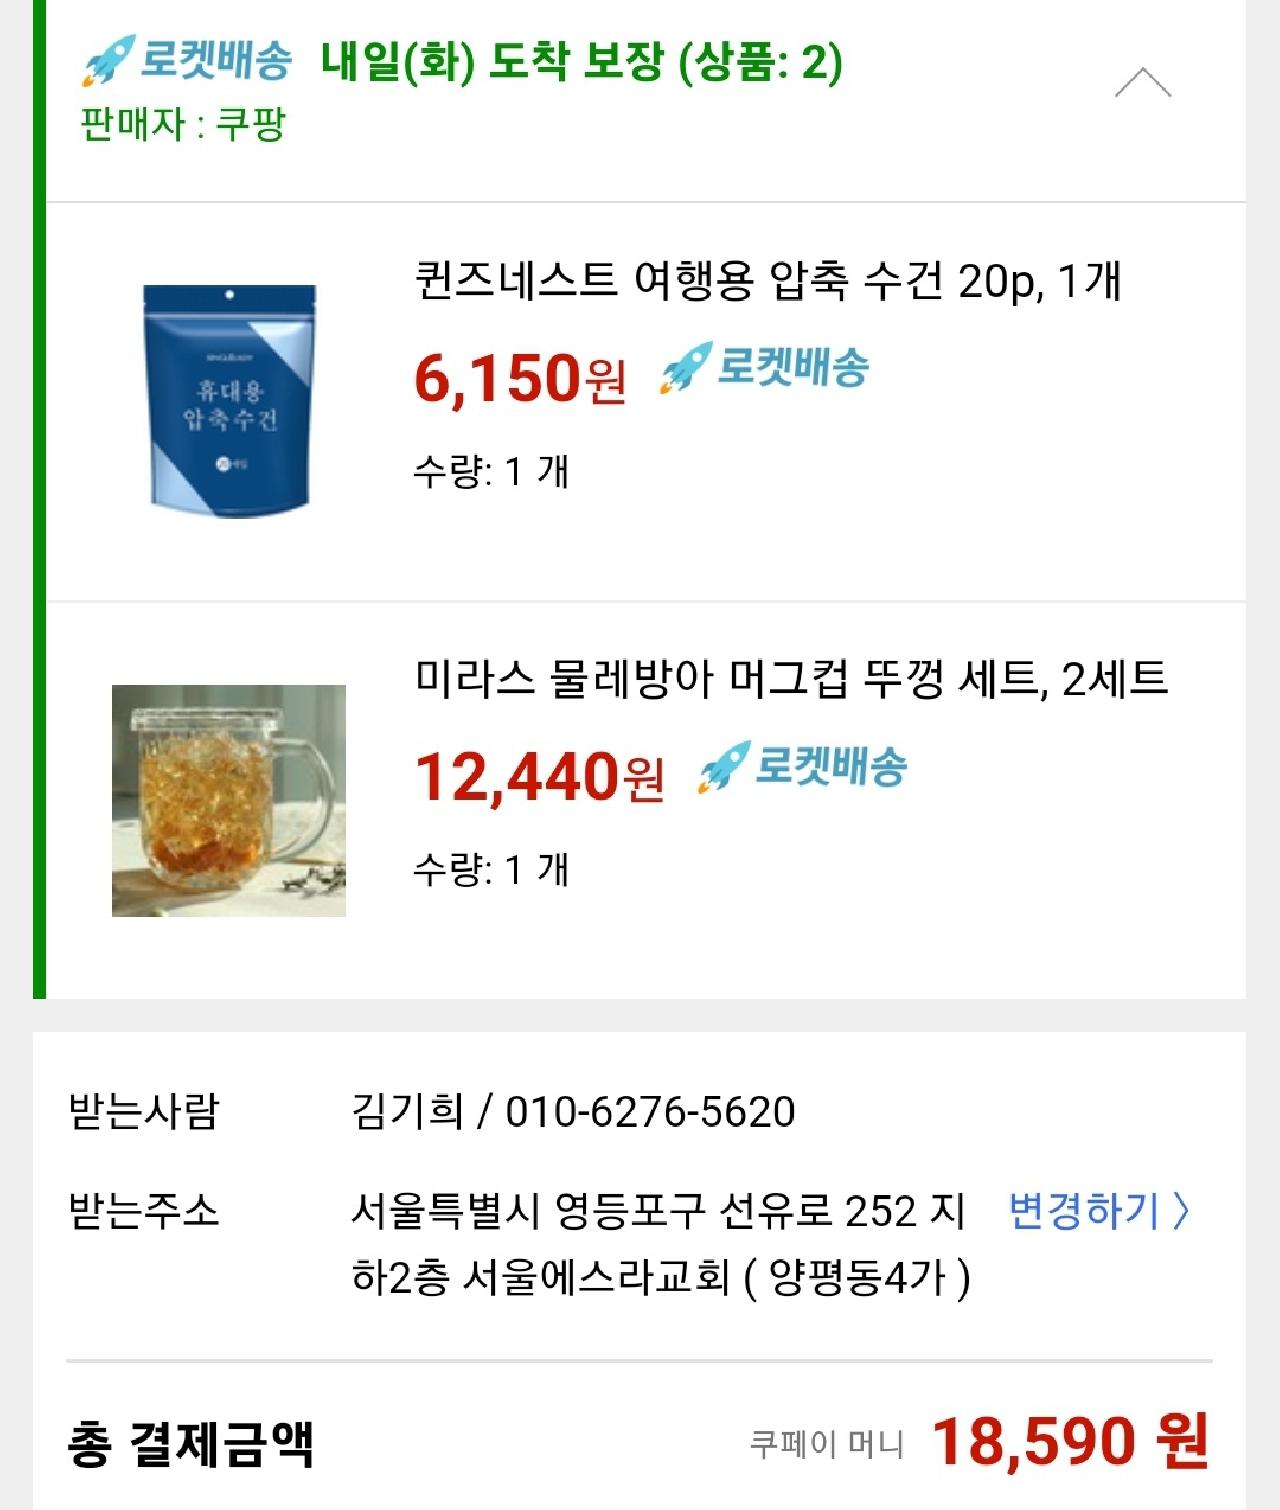 로켓배송 내일(화) 도착 보장 (상품: 2)
판매자 : 쿠팡
퀸즈네스트 여행용 압축 수건 20p, 1개
6,150원 로켓배송
수량: 1 개
휴대용
압축수건
미라스 물레방아 머그컵 뚜껑 세트, 2세트
12,440원 로켓배송
수량: 1 개
받는사람 김기희 / 010-6276-5620
받는주소 서울특별시 영등포구 선유로 252 지 변경하기 〉
하2층 서울에스라교회 ( 양평동4가 )
총 결제금액 쿠페이 머니 18,590 원